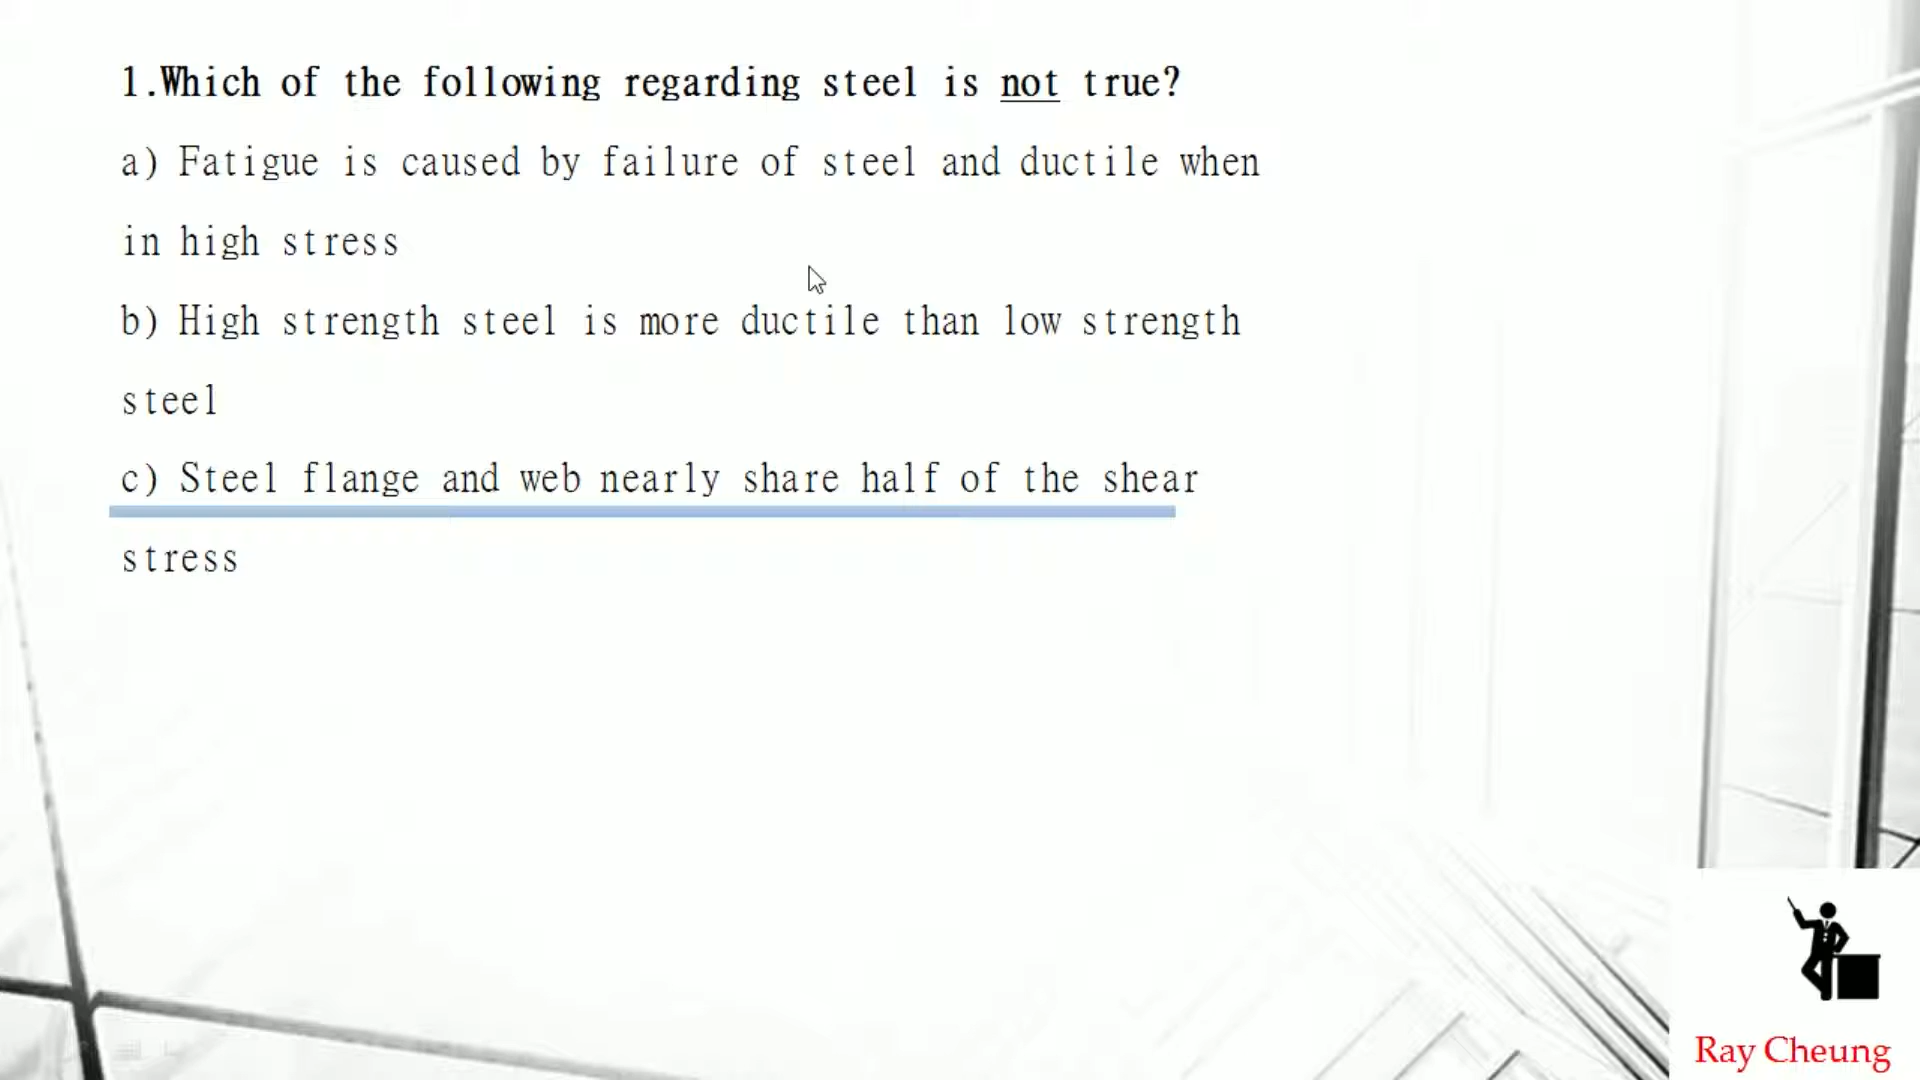 1.Which of the following regarding steel is not true?
a) Fatigue is caused by failure of steel and ductile when
in high stress
b) High strength steel is more ductile than low strength
steel
c) Steel flange and web nearly share half of the shear
stress
Ray Cheung